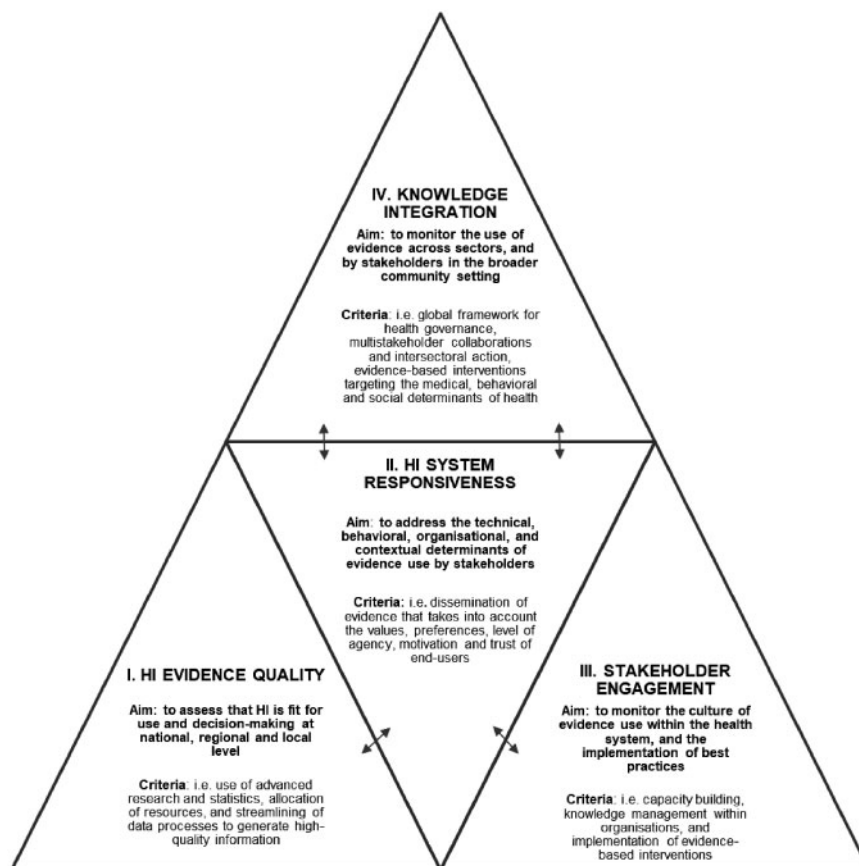 IV. KNOWLEDGE
INTEGRATION
Aim: to monitor the use of
evidence across sectors, and
by stakeholders in the broader
community setting
Criteria: i.e. global framework for
health governance,
multistakeholder collaborations
and intersectoral action,
evidence-based interventions
targeting the medical, behavioral
and social determinants of health
II. HI SYSTEM
RESPONSIVENESS
Aim: to address the technical,
behavioral, organisational, and
contextual determinants of
evidence use by stakeholders
Criteria: i.e. dissemination of
evidence that takes into account
the values, preferences, level of
agency, motivation and trust of
end-users
I. HI EVIDENCE QUALITY
Aim: to assess that HI is fit for
use and decision-making at
national, regional and local
level
Criteria: i.e. use of advanced
research and statistics, allocation
of resources, and streamlining of
data processes to generate high-
quality information
III. STAKEHOLDER
ENGAGEMENT
Aim: to monitor the culture of
evidence use within the health
system, and the
implementation of best
practices
Criteria: i.e. capacity building,
knowledge management within
organisations, and
implementation of evidence-
based interventions